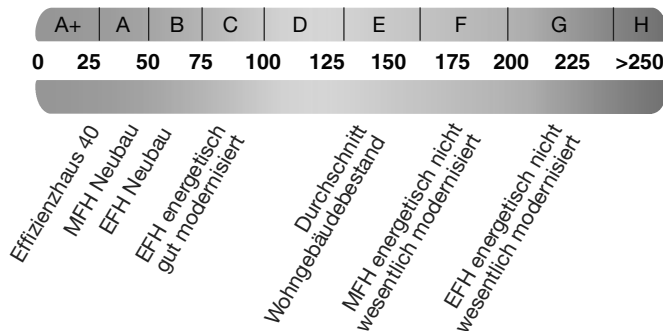 A+ A B C D E F G H
0 25 50 75 100 125 150 175 200 225 >250
Effizienzhaus 40
MFH Neubau
EFH Neubau
EFH energetisch
gut modernisiert
Durchschnitt
Wohngebäudebestand
MFH energetisch nicht
wesentlich modernisiert
EFH energetisch nicht
wesentlich modernisiert